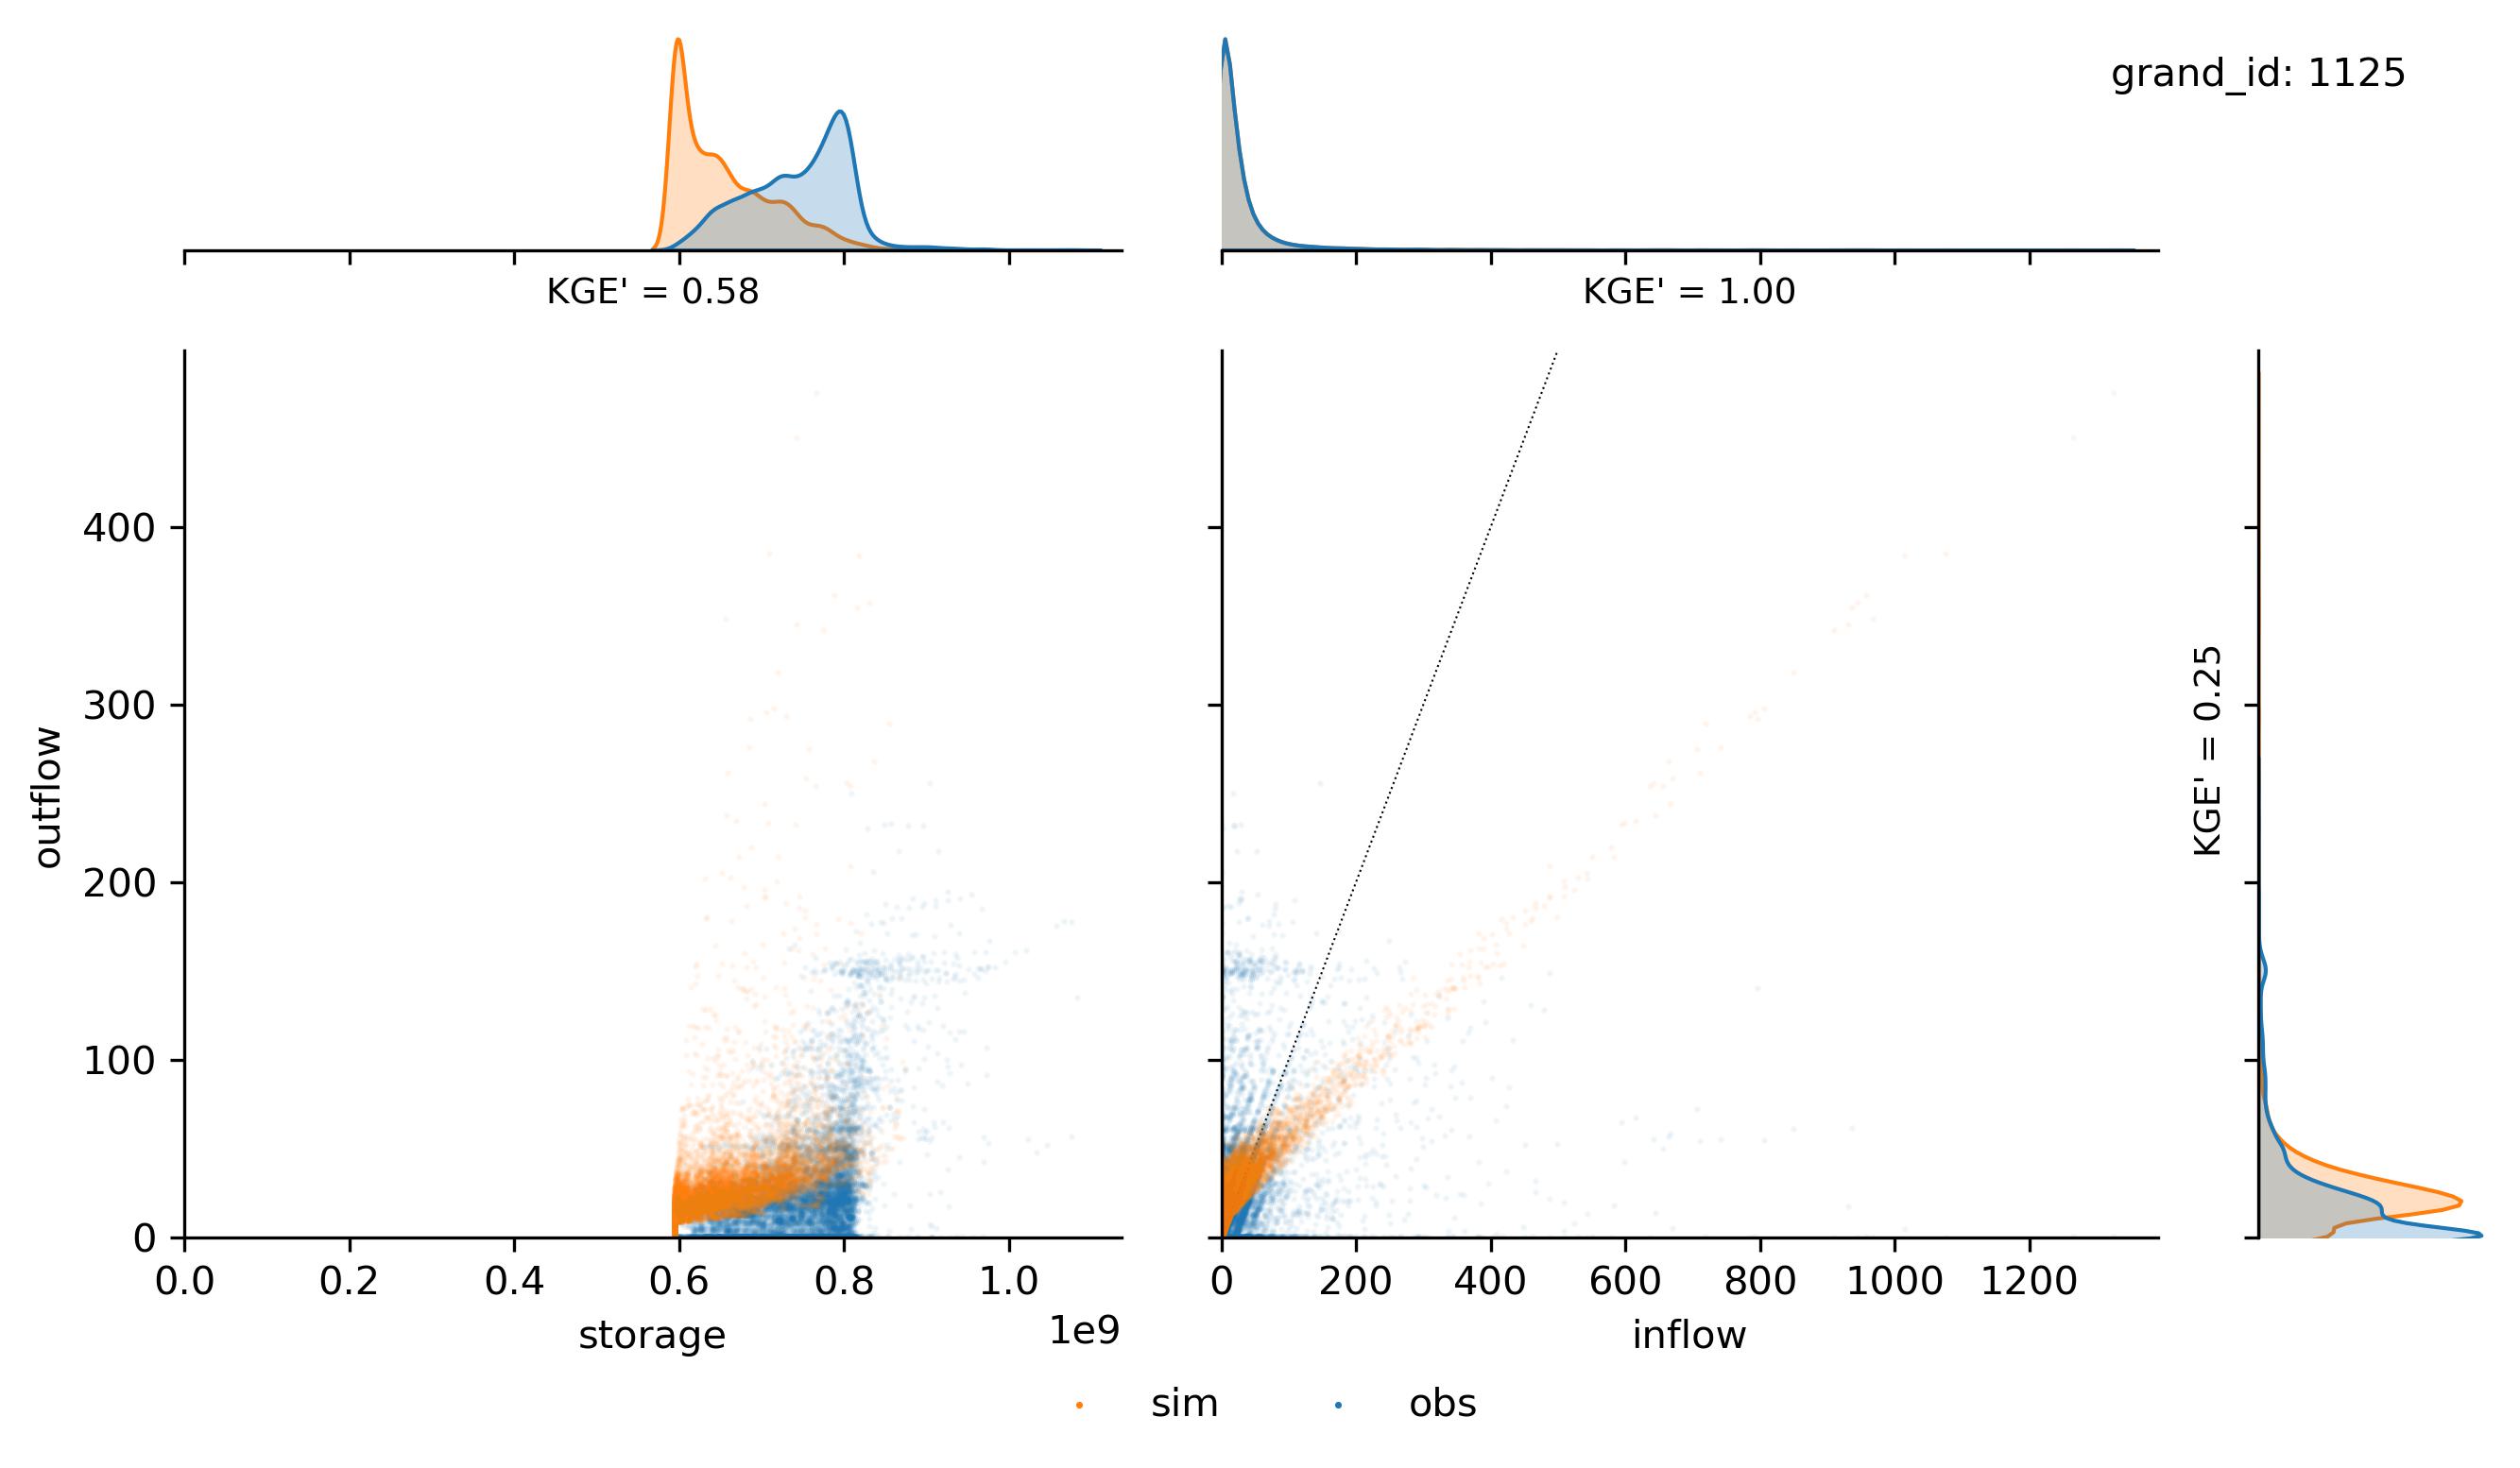 grand_id: 1125
KGE' = 0.58
KGE' = 1.00
400
300
200
100
0
outflow
KGE' = 0.25
0.0 0.2 0.4 0.6 0.8 1.0
0 200 400 600 800 1000 1200
storage
1e9
inflow
sim
obs